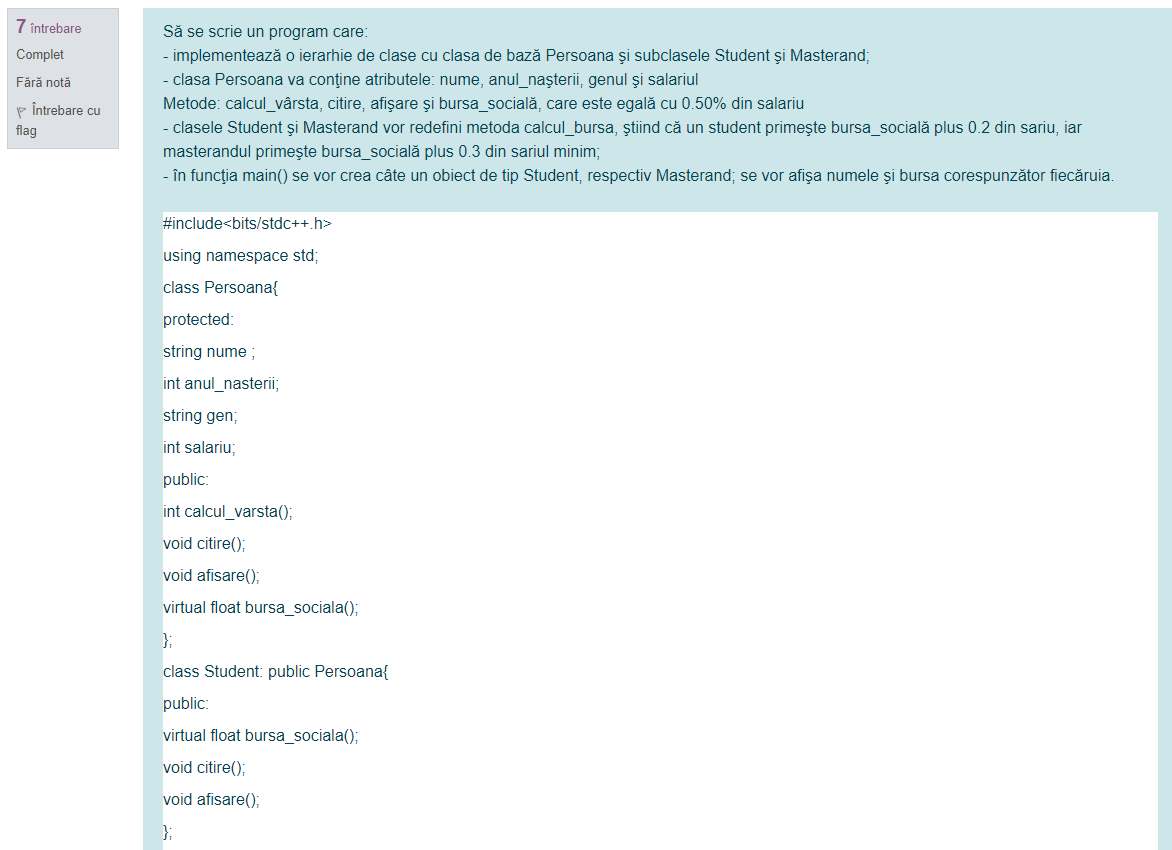 7 întrebare
Complet
Fără notă
Întrebare cu
flag
Să se scrie un program care:
- implementează o ierarhie de clase cu clasa de bază Persoana şi subclasele Student şi Masterand;
- clasa Persoana va conţine atributele: nume, anul_naşterii, genul şi salariul
Metode: calcul_vârsta, citire, afişare şi bursa_socială, care este egală cu 0.50% din salariu
- clasele Student şi Masterand vor redefini metoda calcul_bursa, ştiind că un student primeşte bursa_socială plus 0.2 din sariu, iar
masterandul primeşte bursa_socială plus 0.3 din sariul minim;
- în funcţia main() se vor crea câte un obiect de tip Student, respectiv Masterand; se vor afişa numele şi bursa corespunzător fiecăruia.
#include<bits/stdc++.h>
using namespace std;
class Persoana{
protected:
string nume ;
int anul_nasterii;
string gen;
int salariu;
public:
int calcul_varsta();
void citire();
void afisare();
virtual float bursa_sociala();
};
class Student: public Persoana{
public:
virtual float bursa_sociala();
void citire();
void afisare();
};